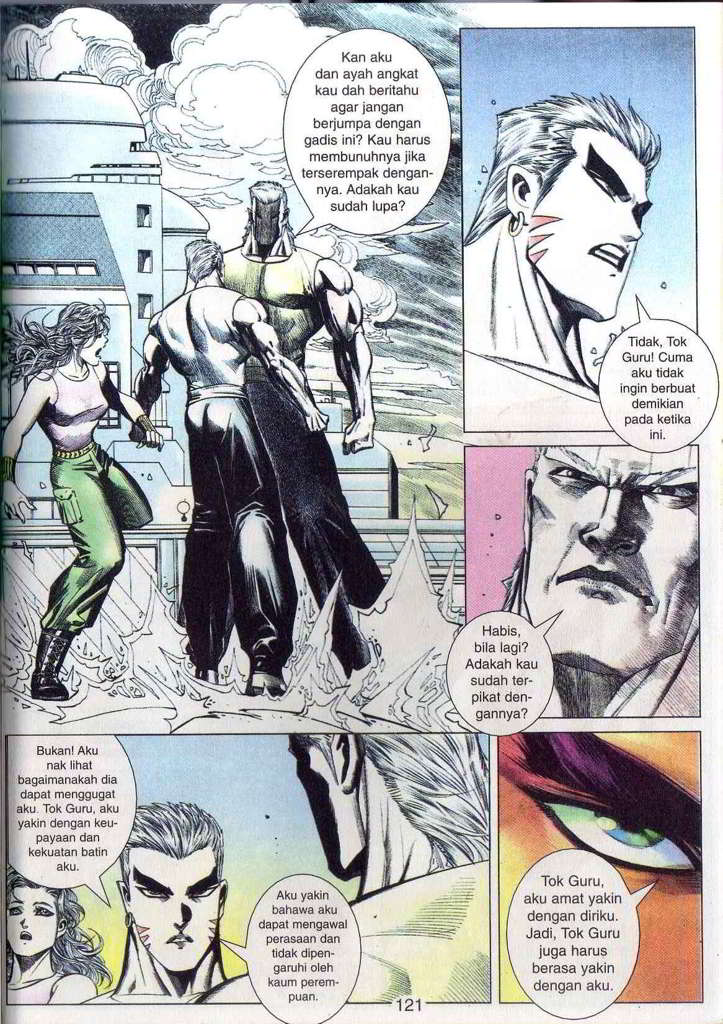 Kan aku
dan ayah angkat
kau dah beritahu
agar jangan
berjumpa dengan
gadis ini? Kau harus
membunuhnya jika
terserempak dengan-
nya. Adakah kau
sudah lupa?
Tidak, Tok
Guru! Cuma
aku tidak
ingin berbuat
demikian
pada ketika
ini.
Habis,
bila lagi?
Adakah kau
sudah ter-
pikat den-
gannya?
Bukan! Aku
nak lihat
bagaimanakah dia
dapat menggugat
aku. Tok Guru, aku
yakin dengan keu-
payaan dan
kekuatan batin
aku.
Aku yakin
bahawa aku
dapat mengawal
perasaan dan
tidak dipen-
garuhi oleh
kaum perem-
puan.
Tok Guru,
aku amat yakin
dengan diriku.
Jadi, Tok Guru
juga harus
berasa yakin
dengan aku.
121